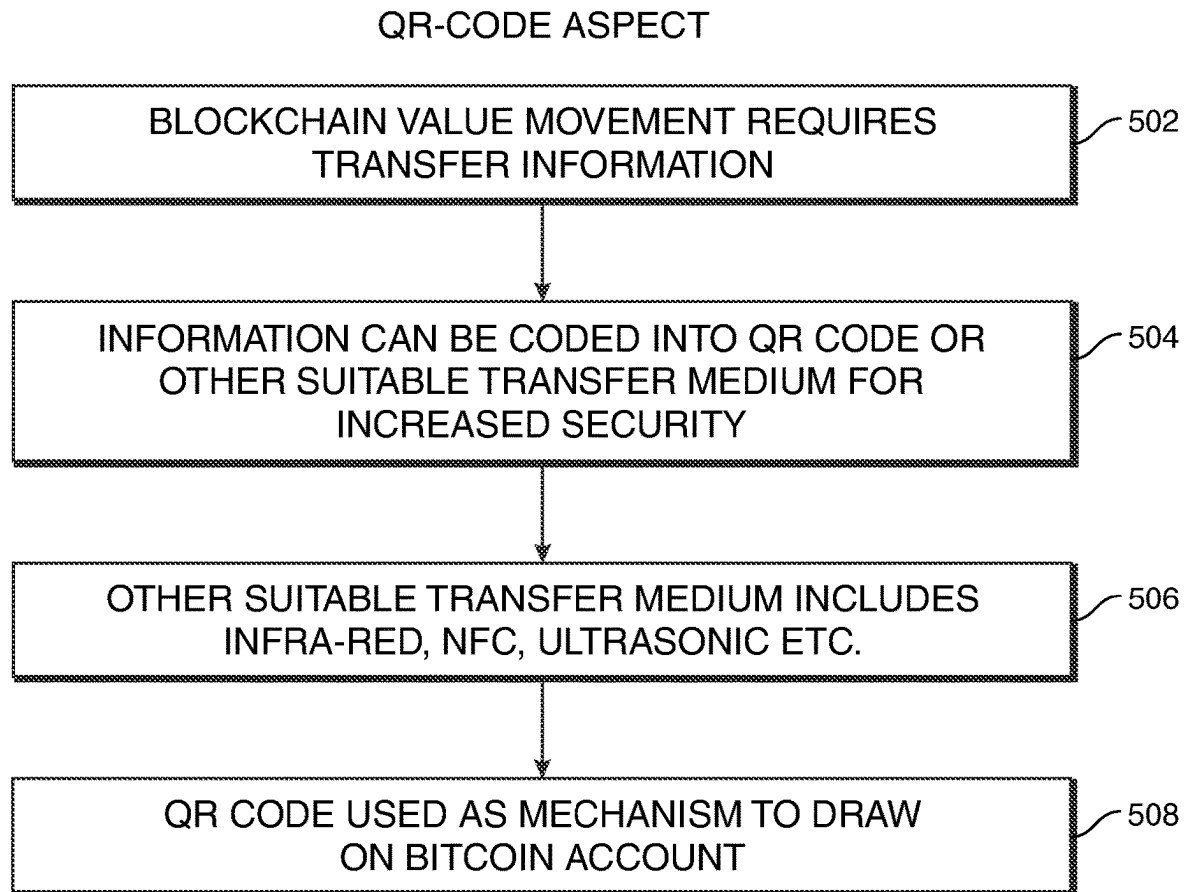 QR-CODE ASPECT
BLOCKCHAIN VALUE MOVEMENT REQUIRES
TRANSFER INFORMATION
502
INFORMATION CAN BE CODED INTO QR CODE OR
OTHER SUITABLE TRANSFER MEDIUM FOR
INCREASED SECURITY
504
OTHER SUITABLE TRANSFER MEDIUM INCLUDES
INFRA-RED, NFC, ULTRASONIC ETC.
506
QR CODE USED AS MECHANISM TO DRAW
ON BITCOIN ACCOUNT
508